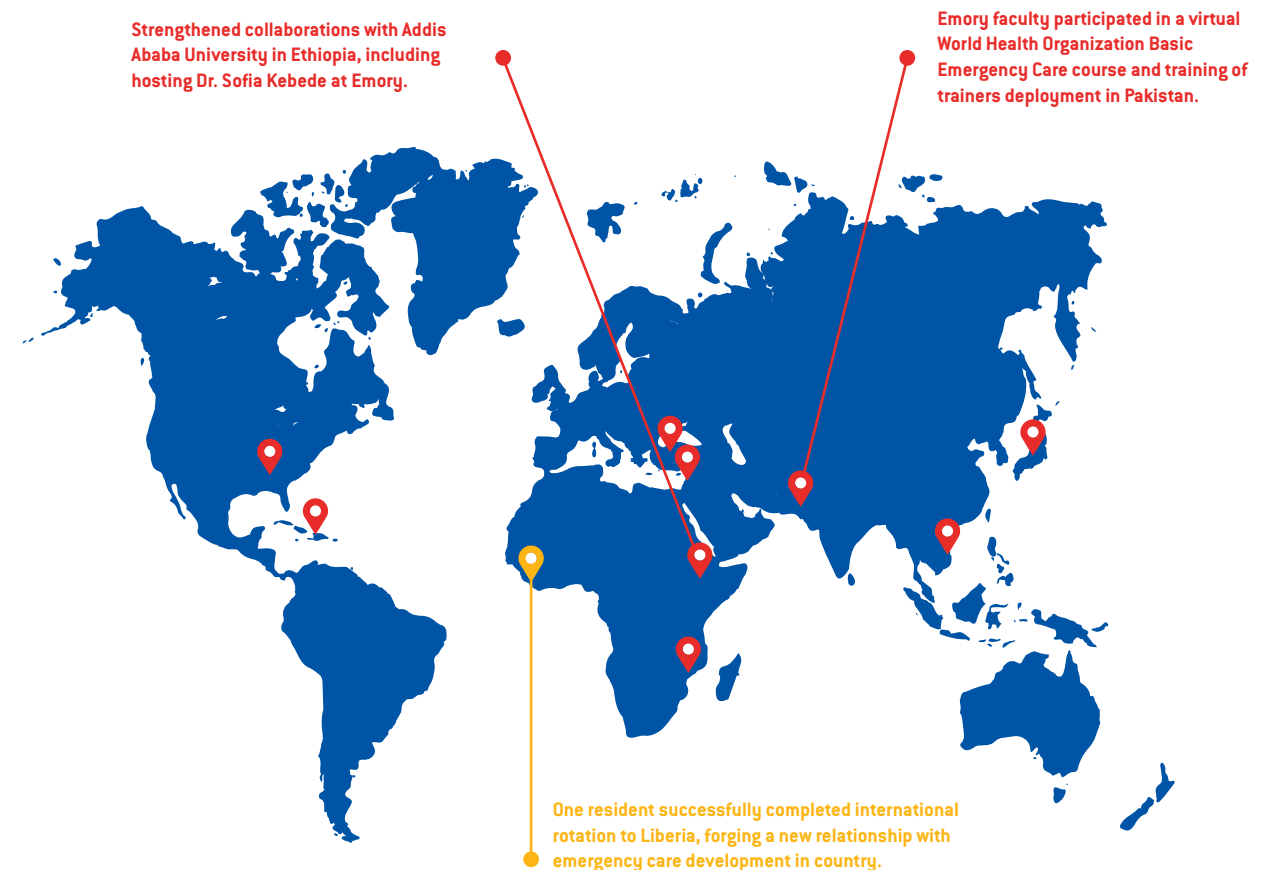 Strengthened collaborations with Addis
Ababa University in Ethiopia, including
hosting Dr. Sofia Kebede at Emory.
Emory faculty participated in a virtual
World Health Organization Basic
Emergency Care course and training of
trainers deployment in Pakistan.
One resident successfully completed international
rotation to Liberia, forging a new relationship with
emergency care development in country.